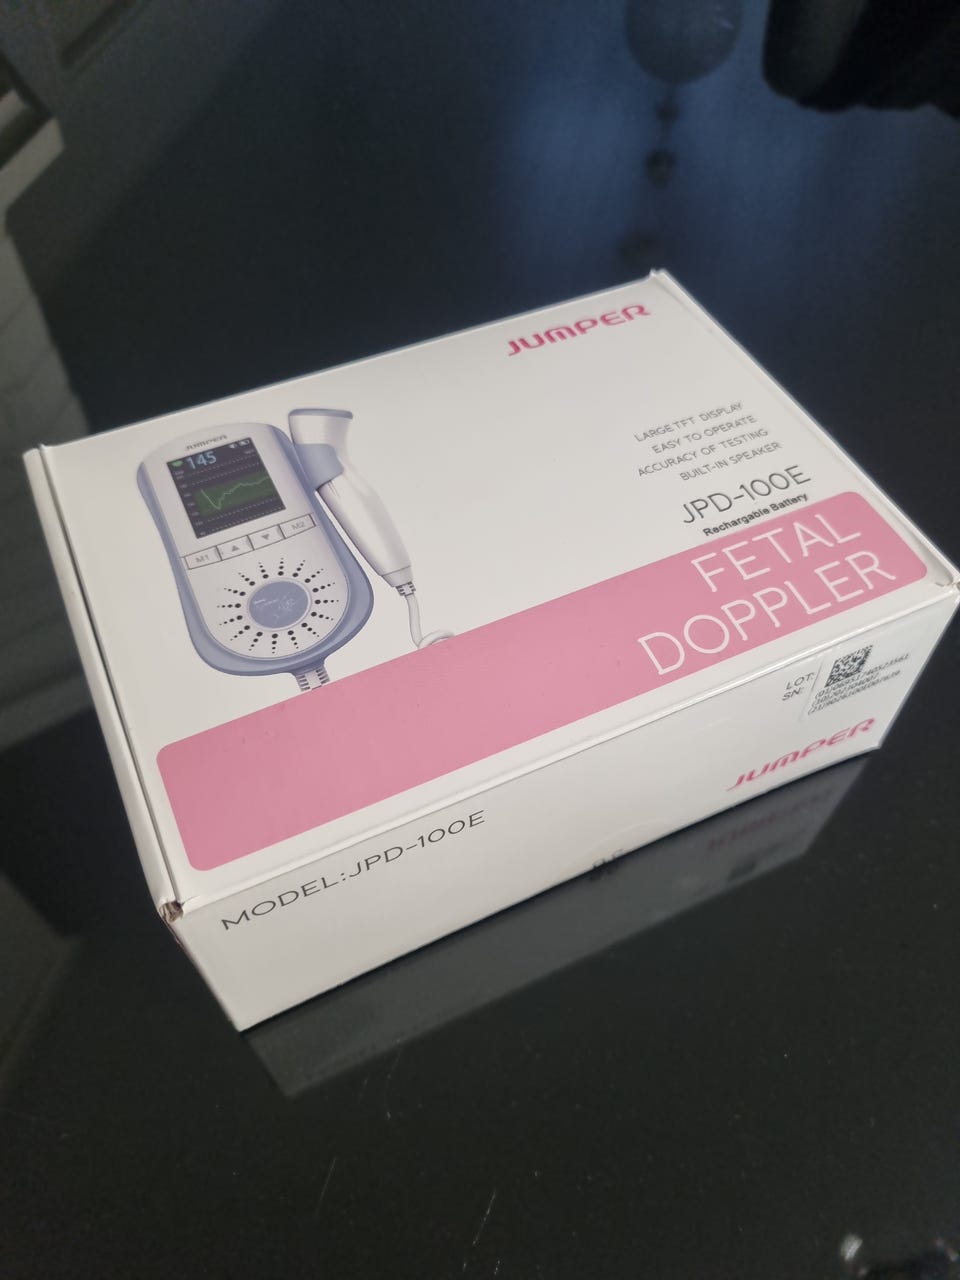 JUMPER
LARGE TFT DISPLAY
EASY TO OPERATE
ACCURACY OF TESTING
BUILT-IN SPEAKER
JPD-100E
Rechargable Battery
FETAL
DOPPLER
JUMPER
145
M1
M2
LOT:
SN:
JUMPER
MODEL:JPD-100E